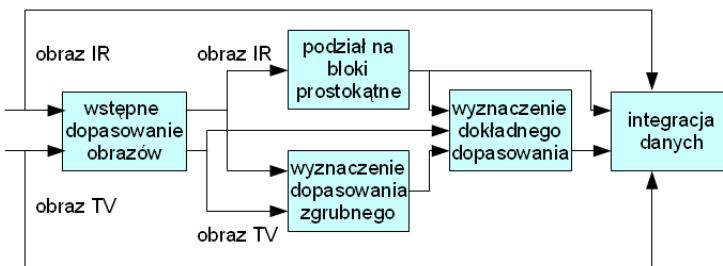 obraz IR
obraz IR
podział na
bloki
prostokątne
wstępne
dopasowanie
obrazów
wyznaczenie
dokładnego
dopasowania
integracja
danych
wyznaczenie
dopasowania
zgrubnego
obraz TV
obraz TV